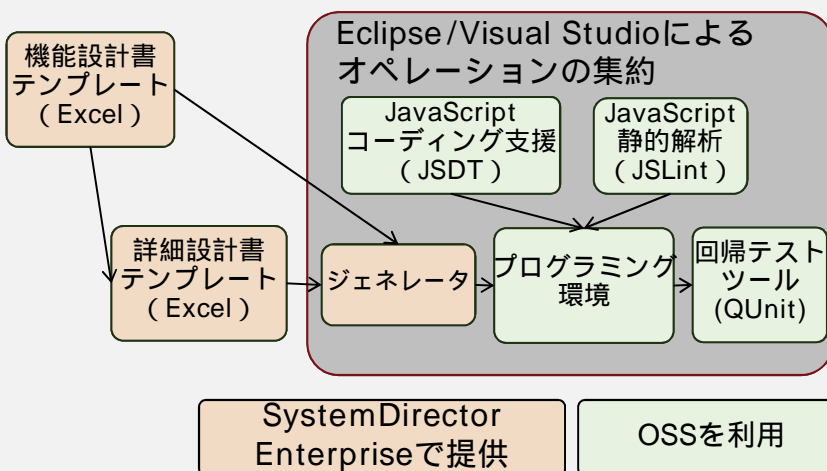 機能設計書
テンプレート
（Excel）
Eclipse/Visual Studioによる
オペレーションの集約
JavaScript
コーディング支援
（JSDT）
JavaScript
静的解析
（JSLint）
詳細設計書
テンプレート
（Excel）
ジェネレータ
プログラミング
環境
回帰テスト
ツール
(QUnit)
SystemDirector
Enterpriseで提供
OSSを利用